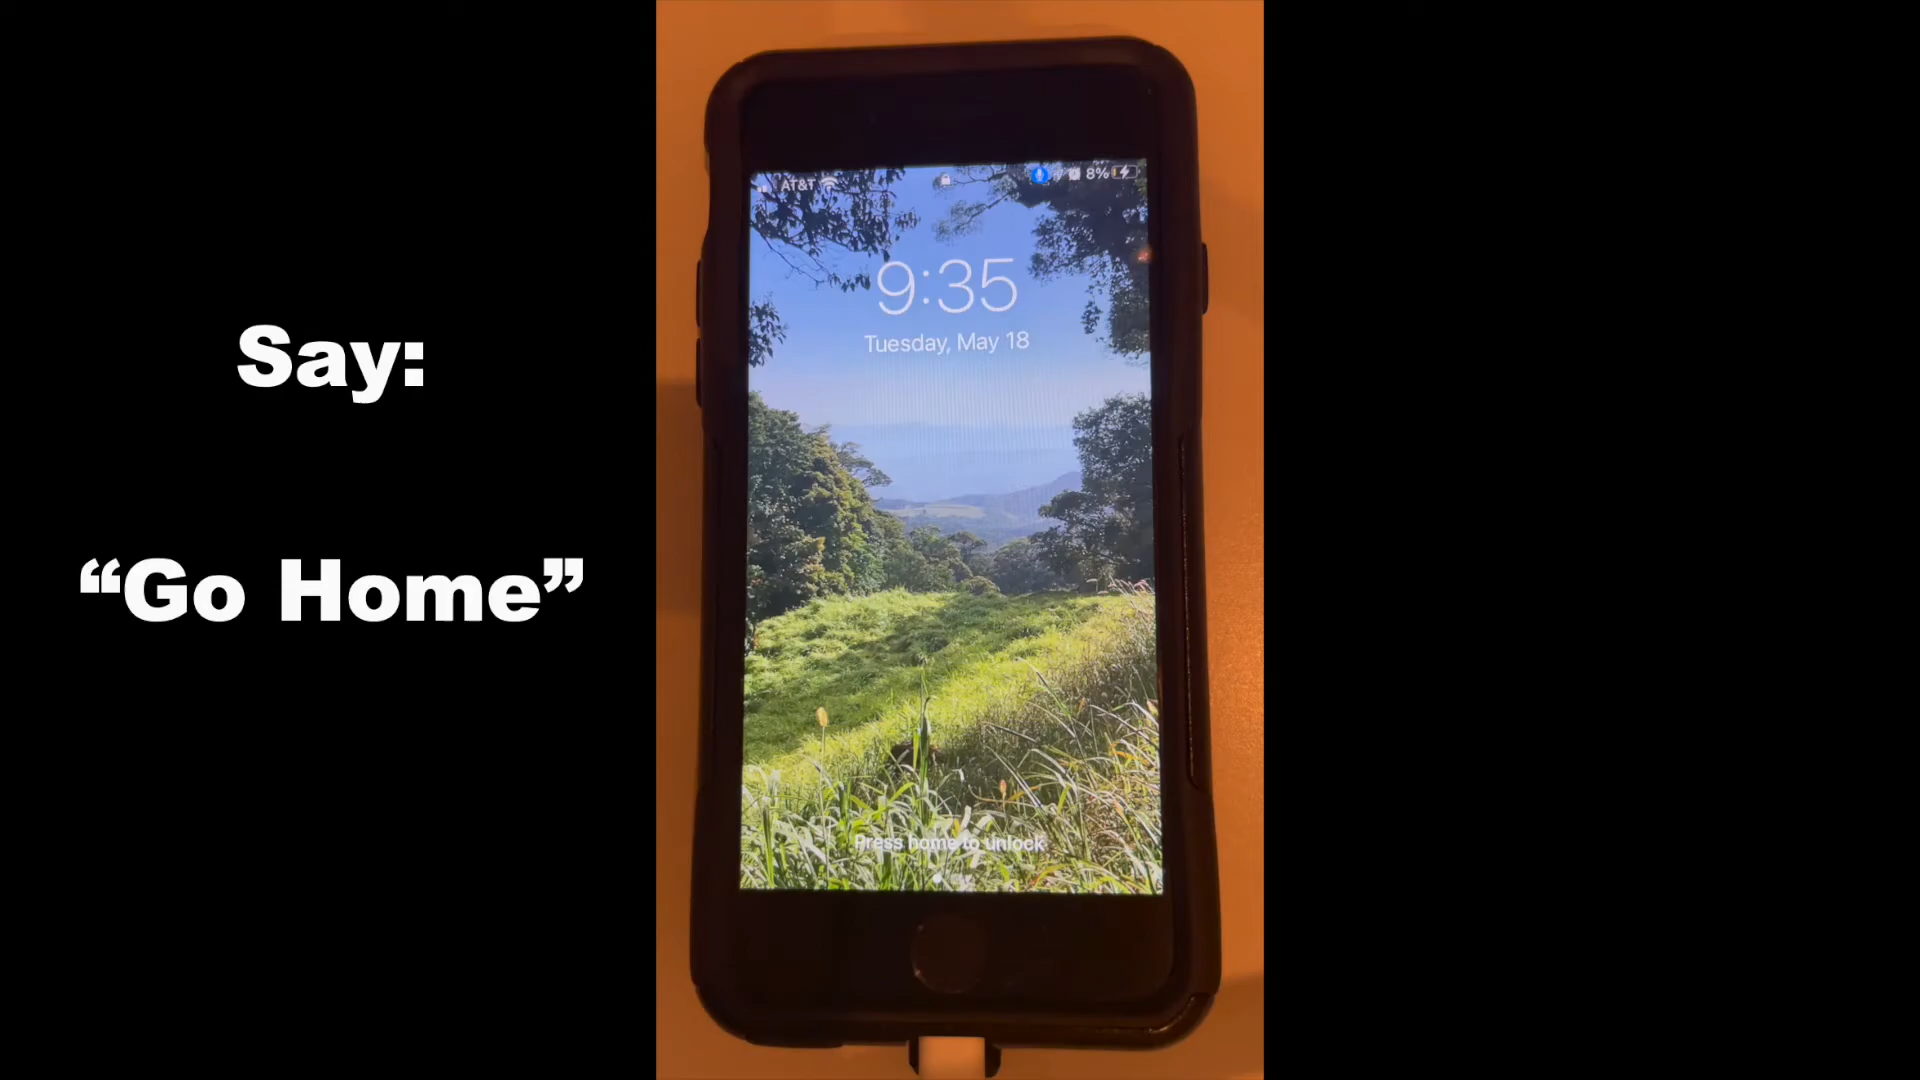 Say:
“Go Home”
AT&T
8%
9:35
Tuesday, May 18
Press home to unlock